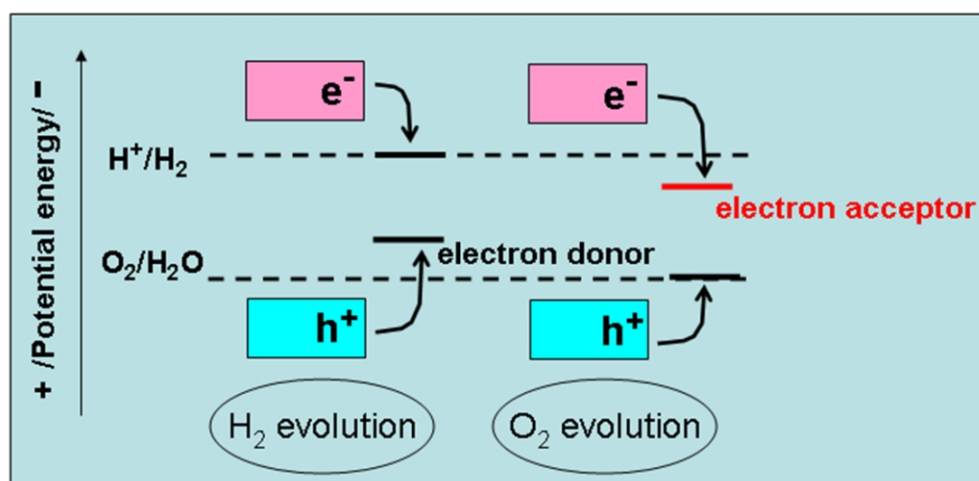 + /Potential energy/ −
e⁻
e⁻
H⁺/H₂
electron acceptor
electron donor
O₂/H₂O
h⁺
h⁺
H₂ evolution
O₂ evolution